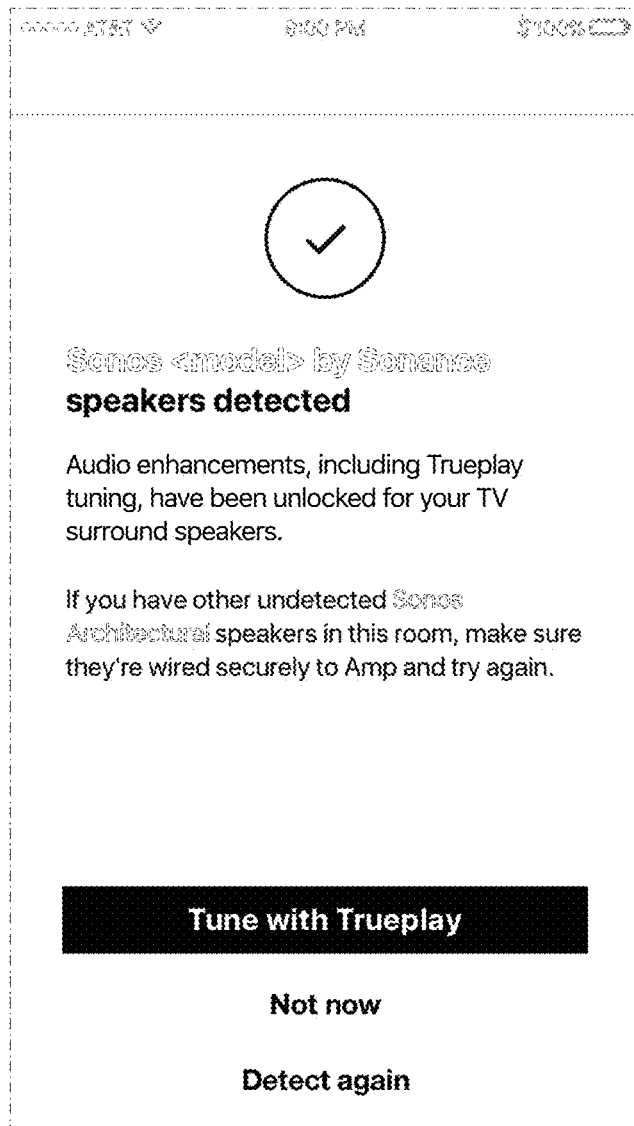 AT&T 9:00 PM 100%
Sonos <model> by Sonance
speakers detected
Audio enhancements, including Trueplay
tuning, have been unlocked for your TV
surround speakers.
If you have other undetected Sonos
Architectural speakers in this room, make sure
they're wired securely to Amp and try again.
Tune with Trueplay
Not now
Detect again